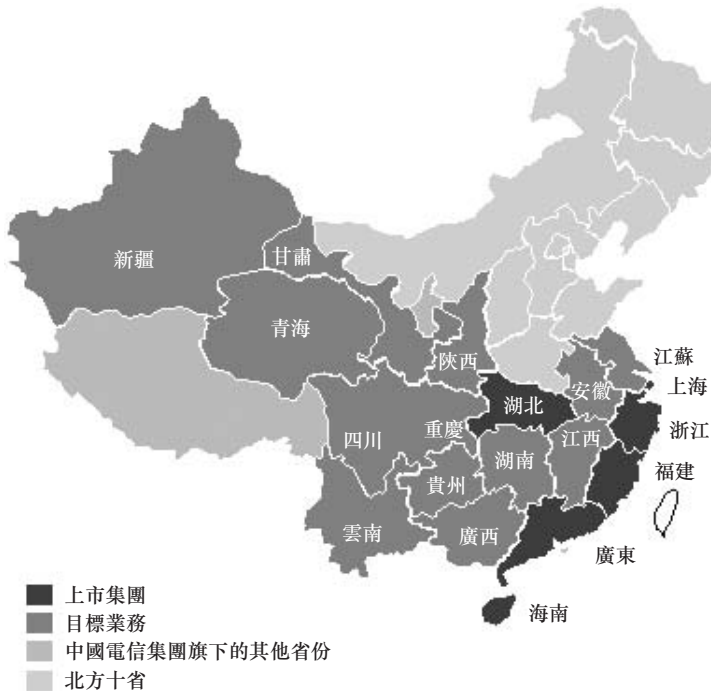 新疆
甘肅
青海
陝西
江蘇
上海
安徽
湖北
浙江
四川
重慶
江西
湖南
福建
貴州
雲南
廣西
廣東
海南
上市集團
目標業務
中國電信集團旗下的其他省份
北方十省